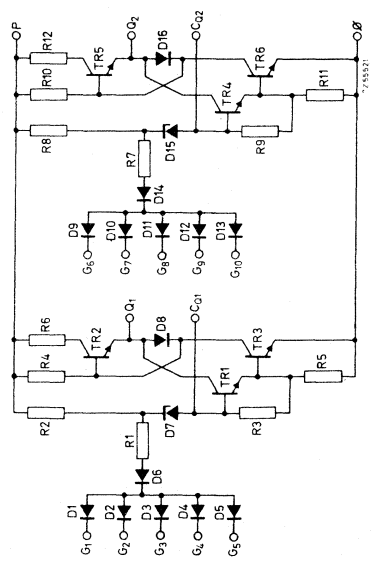 P
R12
R10
R8
TR5
Q2
D16
CQ2
TR6
TR4
R11
Ø
R7
D15
R9
D14
D9
D10
D11
D12
D13
G6
G7
G8
G9
G10
R6
R4
R2
TR2
Q1
D8
CQ1
TR3
TR1
R5
R1
D7
R3
D6
D1
D2
D3
D4
D5
G1
G2
G3
G4
G5